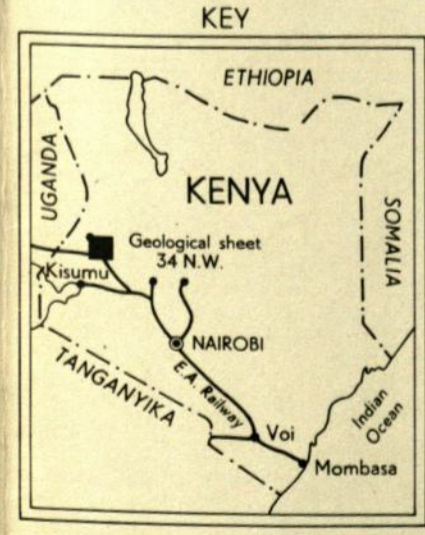 KEY
ETHIOPIA
UGANDA
KENYA
SOMALIA
Geological sheet
34 N.W.
Kisumu
NAIROBI
TANGANYIKA
E.A. Railway
Indian
Ocean
Voi
Mombasa